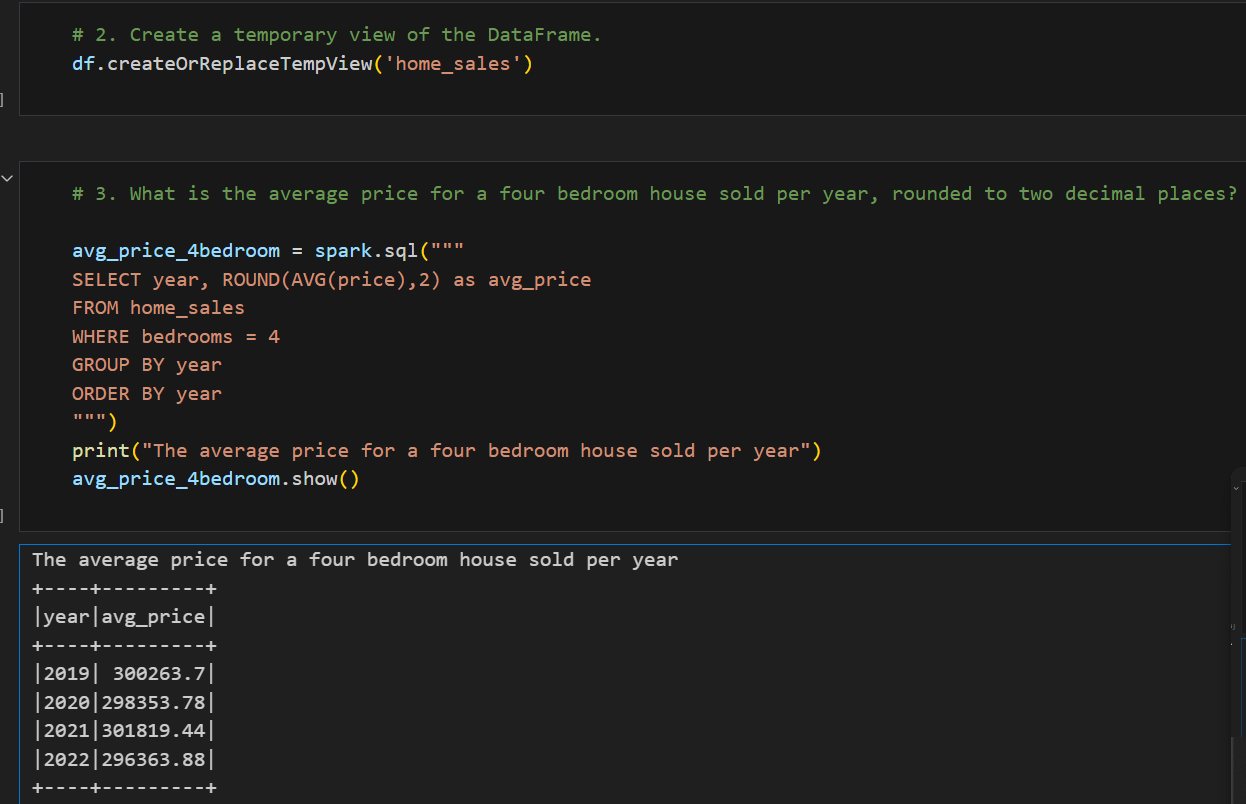 # 2. Create a temporary view of the DataFrame.
df.createOrReplaceTempView('home_sales')
]
# 3. What is the average price for a four bedroom house sold per year, rounded to two decimal places?
avg_price_4bedroom = spark.sql("""
SELECT year, ROUND(AVG(price),2) as avg_price
FROM home_sales
WHERE bedrooms = 4
GROUP BY year
ORDER BY year
""")
print("The average price for a four bedroom house sold per year")
avg_price_4bedroom.show()
]
The average price for a four bedroom house sold per year
+----+---------+
|year|avg_price|
+----+---------+
|2019| 300263.7|
|2020|298353.78|
|2021|301819.44|
|2022|296363.88|
+----+---------+